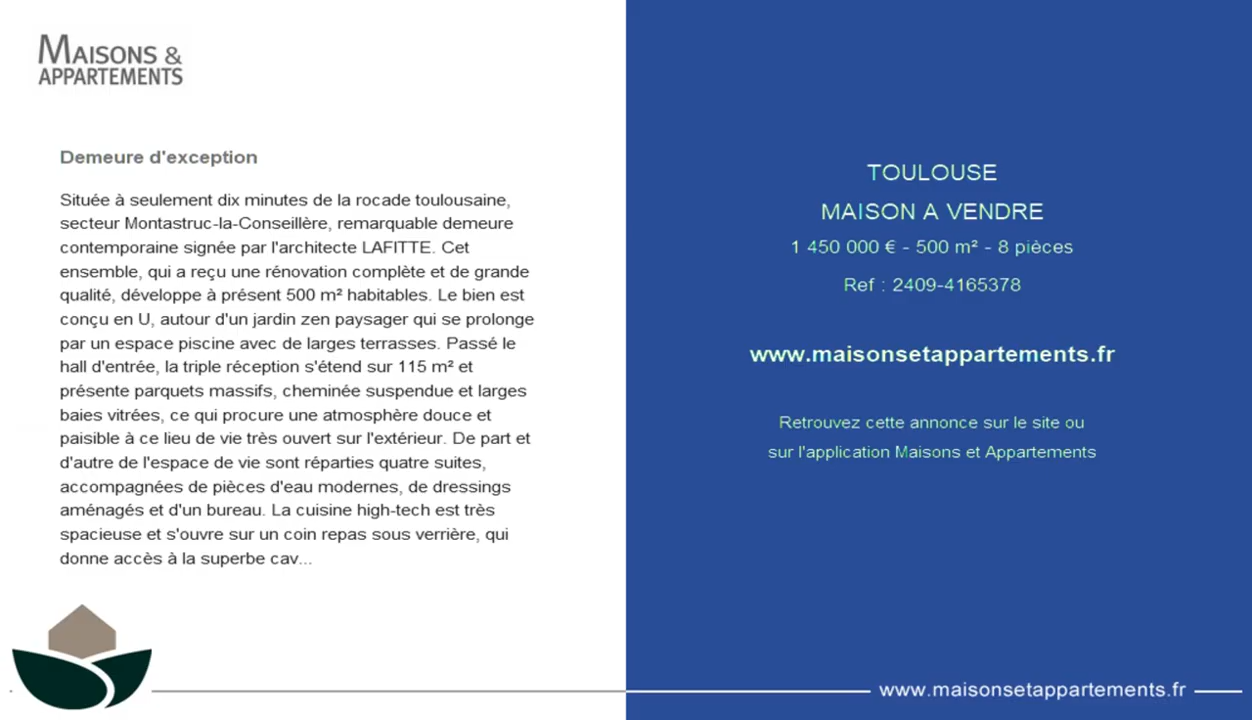 MAISONS &
APPARTEMENTS
Demeure d'exception
Située à seulement dix minutes de la rocade toulousaine,
secteur Montastruc-la-Conseillère, remarquable demeure
contemporaine signée par l'architecte LAFITTE. Cet
ensemble, qui a reçu une rénovation complète et de grande
qualité, développe à présent 500 m² habitables. Le bien est
conçu en U, autour d'un jardin zen paysager qui se prolonge
par un espace piscine avec de larges terrasses. Passé le
hall d'entrée, la triple réception s'étend sur 115 m² et
présente parquets massifs, cheminée suspendue et larges
baies vitrées, ce qui procure une atmosphère douce et
paisible à ce lieu de vie très ouvert sur l'extérieur. De part et
d'autre de l'espace de vie sont réparties quatre suites,
accompagnées de pièces d'eau modernes, de dressings
aménagés et d'un bureau. La cuisine high-tech est très
spacieuse et s'ouvre sur un coin repas sous verrière, qui
donne accès à la superbe cav...
TOULOUSE
MAISON A VENDRE
1 450 000 € - 500 m² - 8 pièces
Ref : 2409-4165378
www.maisonsetappartements.fr
Retrouvez cette annonce sur le site ou
sur l'application Maisons et Appartements
www.maisonsetappartements.fr